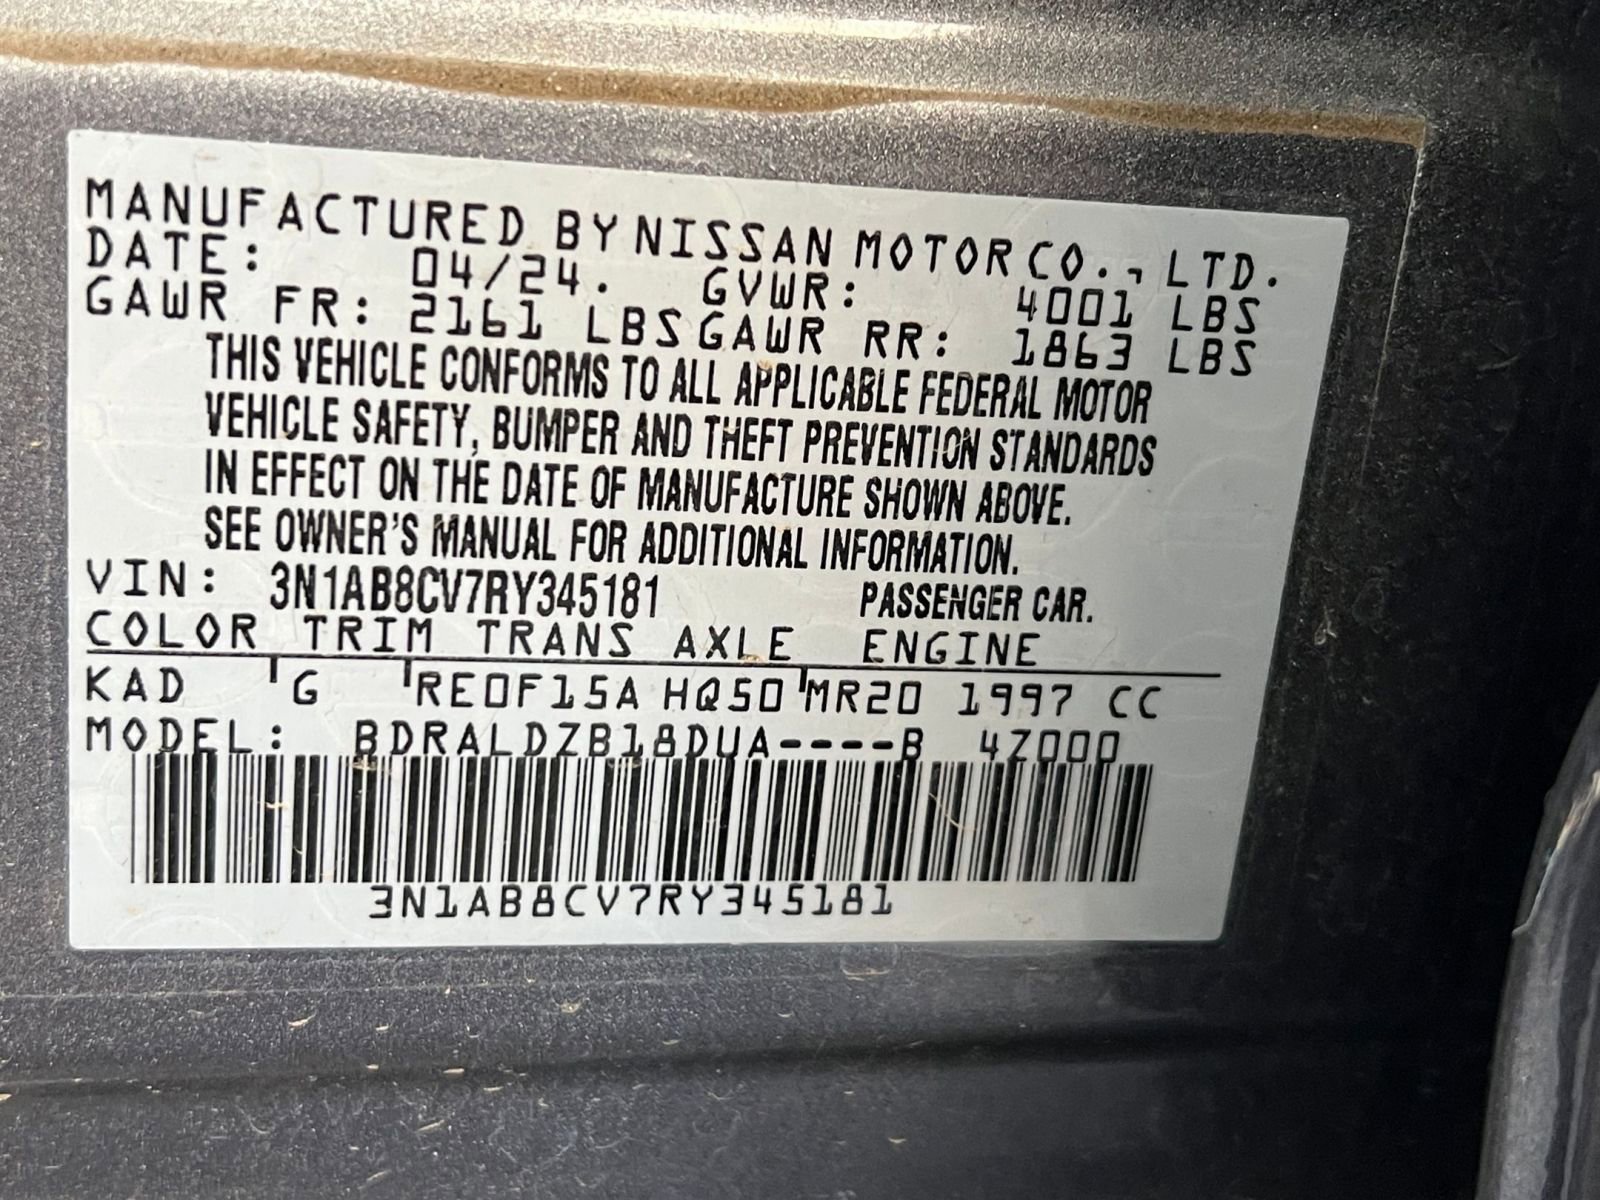 MANUFACTURED BY NISSAN MOTOR CO., LTD.
DATE: 04/24. GVWR: 4001 LBS
GAWR FR: 2161 LBS GAWR RR: 1863 LBS
THIS VEHICLE CONFORMS TO ALL APPLICABLE FEDERAL MOTOR
VEHICLE SAFETY, BUMPER AND THEFT PREVENTION STANDARDS
IN EFFECT ON THE DATE OF MANUFACTURE SHOWN ABOVE.
SEE OWNER'S MANUAL FOR ADDITIONAL INFORMATION.
VIN: 3N1AB8CV7RY345181 PASSENGER CAR.
COLOR TRIM TRANS AXLE ENGINE
KAD G RE0F15A HQ50 MR20 1997 CC
MODEL: BDRALDZB18DUA----B 4Z000
3N1AB8CV7RY345181